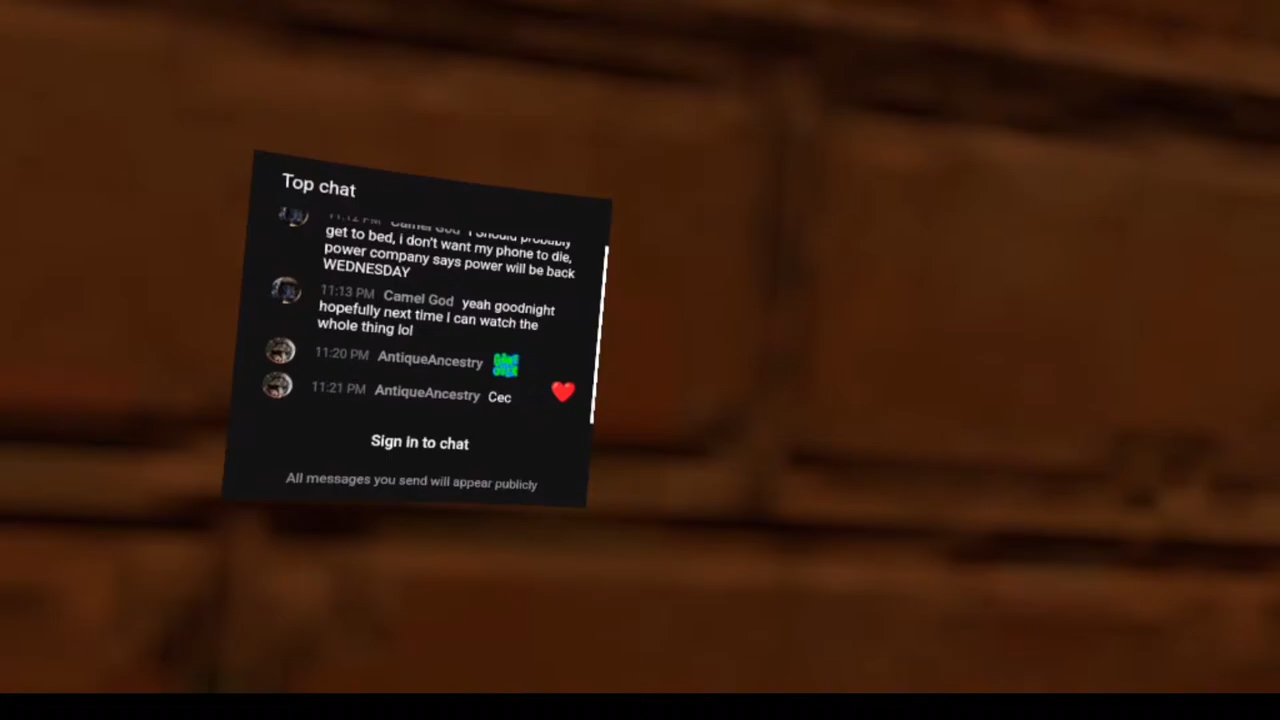 Top chat
get to bed, i don't want my phone to die,
power company says power will be back
WEDNESDAY
11:13 PM Camel God yeah goodnight
hopefully next time I can watch the
whole thing lol
11:20 PM AntiqueAncestry
11:21 PM AntiqueAncestry Cec
Sign in to chat
All messages you send will appear publicly